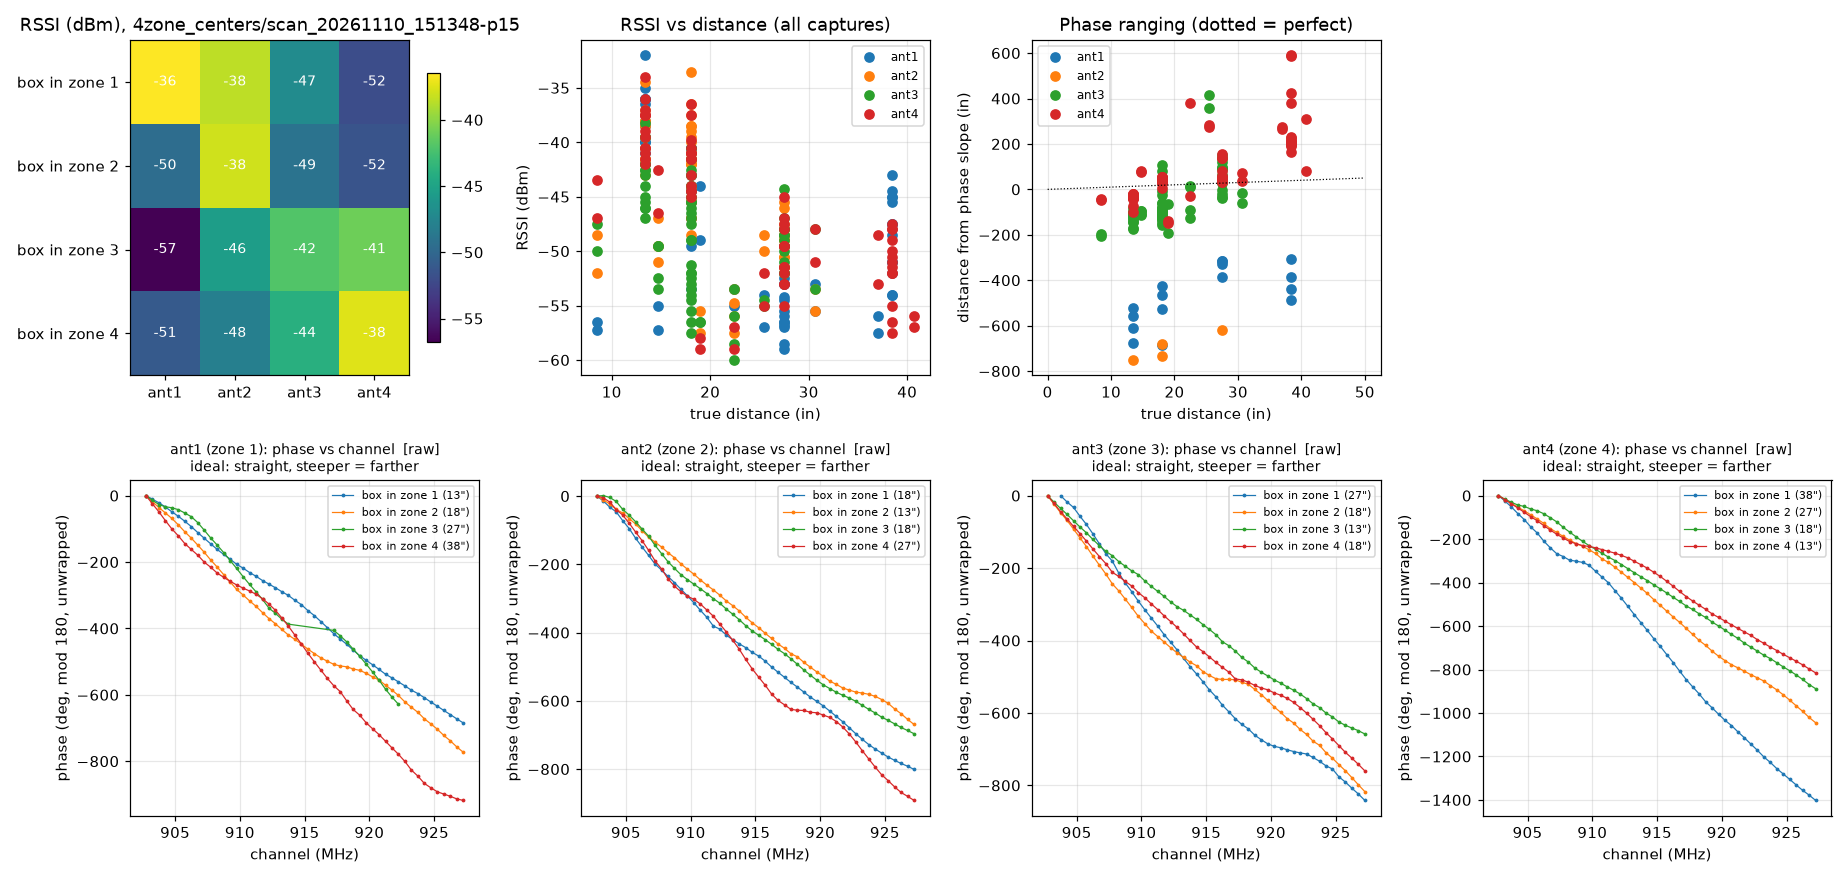 RSSI (dBm), 4zone_centers/scan_20261110_151348-p15
box in zone 1
box in zone 2
box in zone 3
box in zone 4
-36 -38 -47 -52
-50 -38 -49 -52
-57 -46 -42 -41
-51 -48 -44 -38
ant1 ant2 ant3 ant4
−40
−45
−50
−55
RSSI vs distance (all captures)
RSSI (dBm)
−35
−40
−45
−50
−55
−60
ant1
ant2
ant3
ant4
10 20 30 40
true distance (in)
Phase ranging (dotted = perfect)
distance from phase slope (in)
600
400
200
0
−200
−400
−600
−800
ant1
ant2
ant3
ant4
0 10 20 30 40 50
true distance (in)
ant1 (zone 1): phase vs channel [raw]
ideal: straight, steeper = farther
phase (deg, mod 180, unwrapped)
0
−200
−400
−600
−800
box in zone 1 (13")
box in zone 2 (18")
box in zone 3 (27")
box in zone 4 (38")
905 910 915 920 925
channel (MHz)
ant2 (zone 2): phase vs channel [raw]
ideal: straight, steeper = farther
phase (deg, mod 180, unwrapped)
0
−200
−400
−600
−800
box in zone 1 (18")
box in zone 2 (13")
box in zone 3 (18")
box in zone 4 (27")
905 910 915 920 925
channel (MHz)
ant3 (zone 3): phase vs channel [raw]
ideal: straight, steeper = farther
phase (deg, mod 180, unwrapped)
0
−200
−400
−600
−800
box in zone 1 (27")
box in zone 2 (18")
box in zone 3 (13")
box in zone 4 (18")
905 910 915 920 925
channel (MHz)
ant4 (zone 4): phase vs channel [raw]
ideal: straight, steeper = farther
phase (deg, mod 180, unwrapped)
0
−200
−400
−600
−800
−1000
−1200
−1400
box in zone 1 (38")
box in zone 2 (27")
box in zone 3 (18")
box in zone 4 (13")
905 910 915 920 925
channel (MHz)